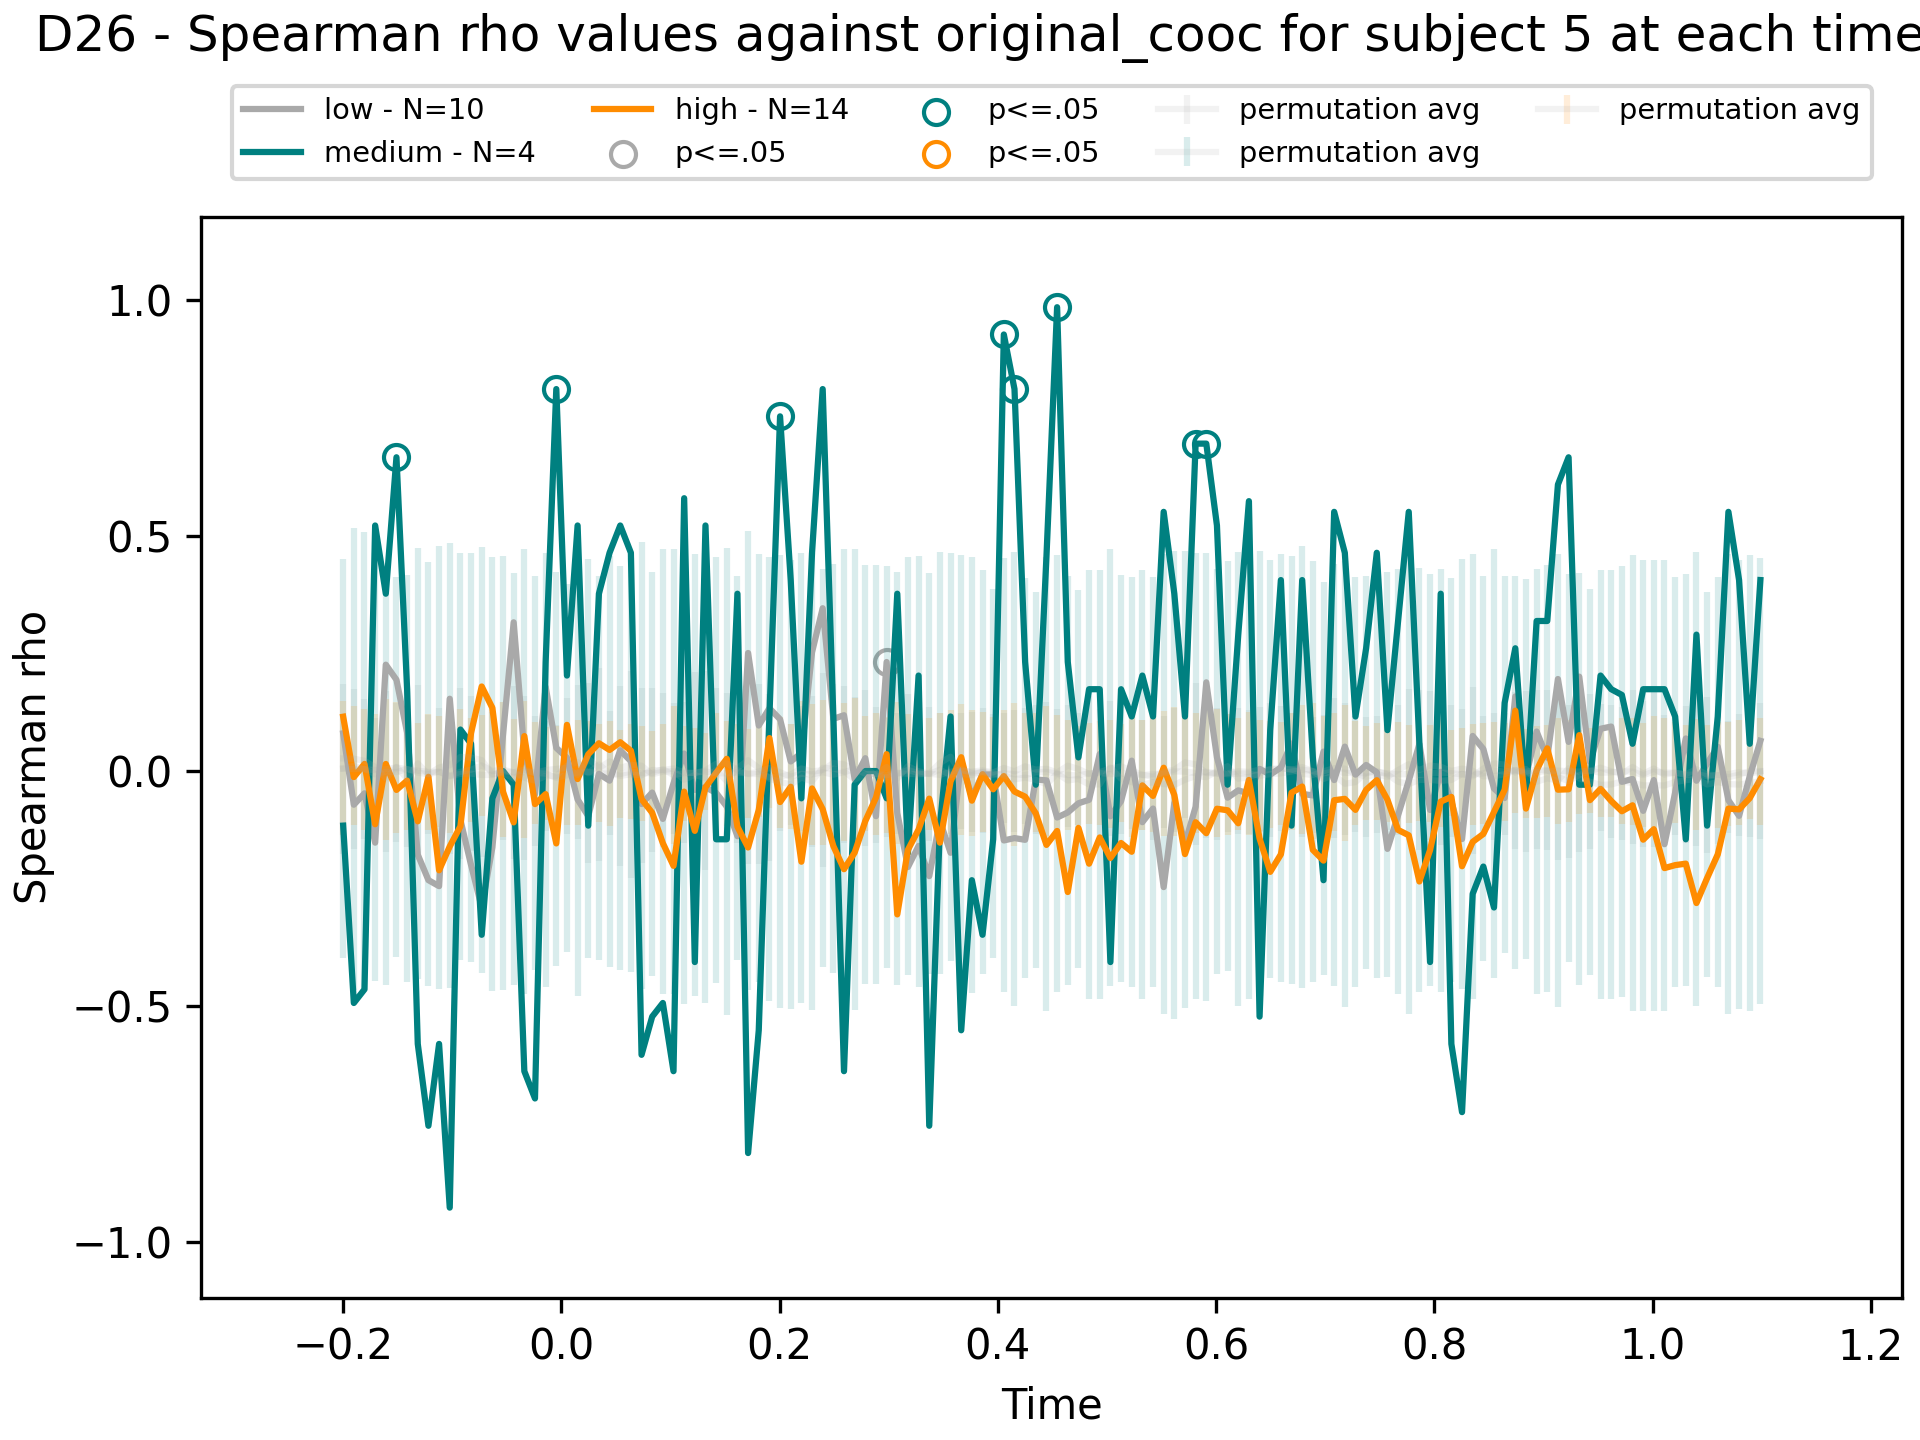 D26 - Spearman rho values against original_cooc for subject 5 at each time
low - N=10
medium - N=4
high - N=14
p<=.05
p<=.05
p<=.05
permutation avg
permutation avg
permutation avg
Spearman rho
1.0
0.5
0.0
−0.5
−1.0
−0.2
0.0
0.2
0.4
0.6
0.8
1.0
1.2
Time